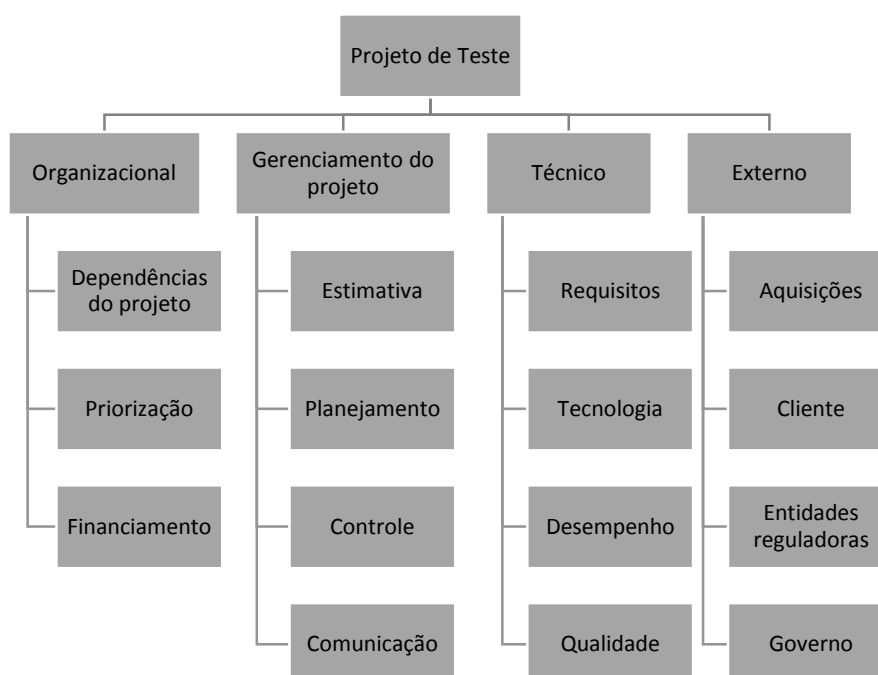 Projeto de Teste
Organizacional
Gerenciamento do
projeto
Técnico
Externo
Dependências
do projeto
Priorização
Financiamento
Estimativa
Planejamento
Controle
Comunicação
Requisitos
Tecnologia
Desempenho
Qualidade
Aquisições
Cliente
Entidades
reguladoras
Governo